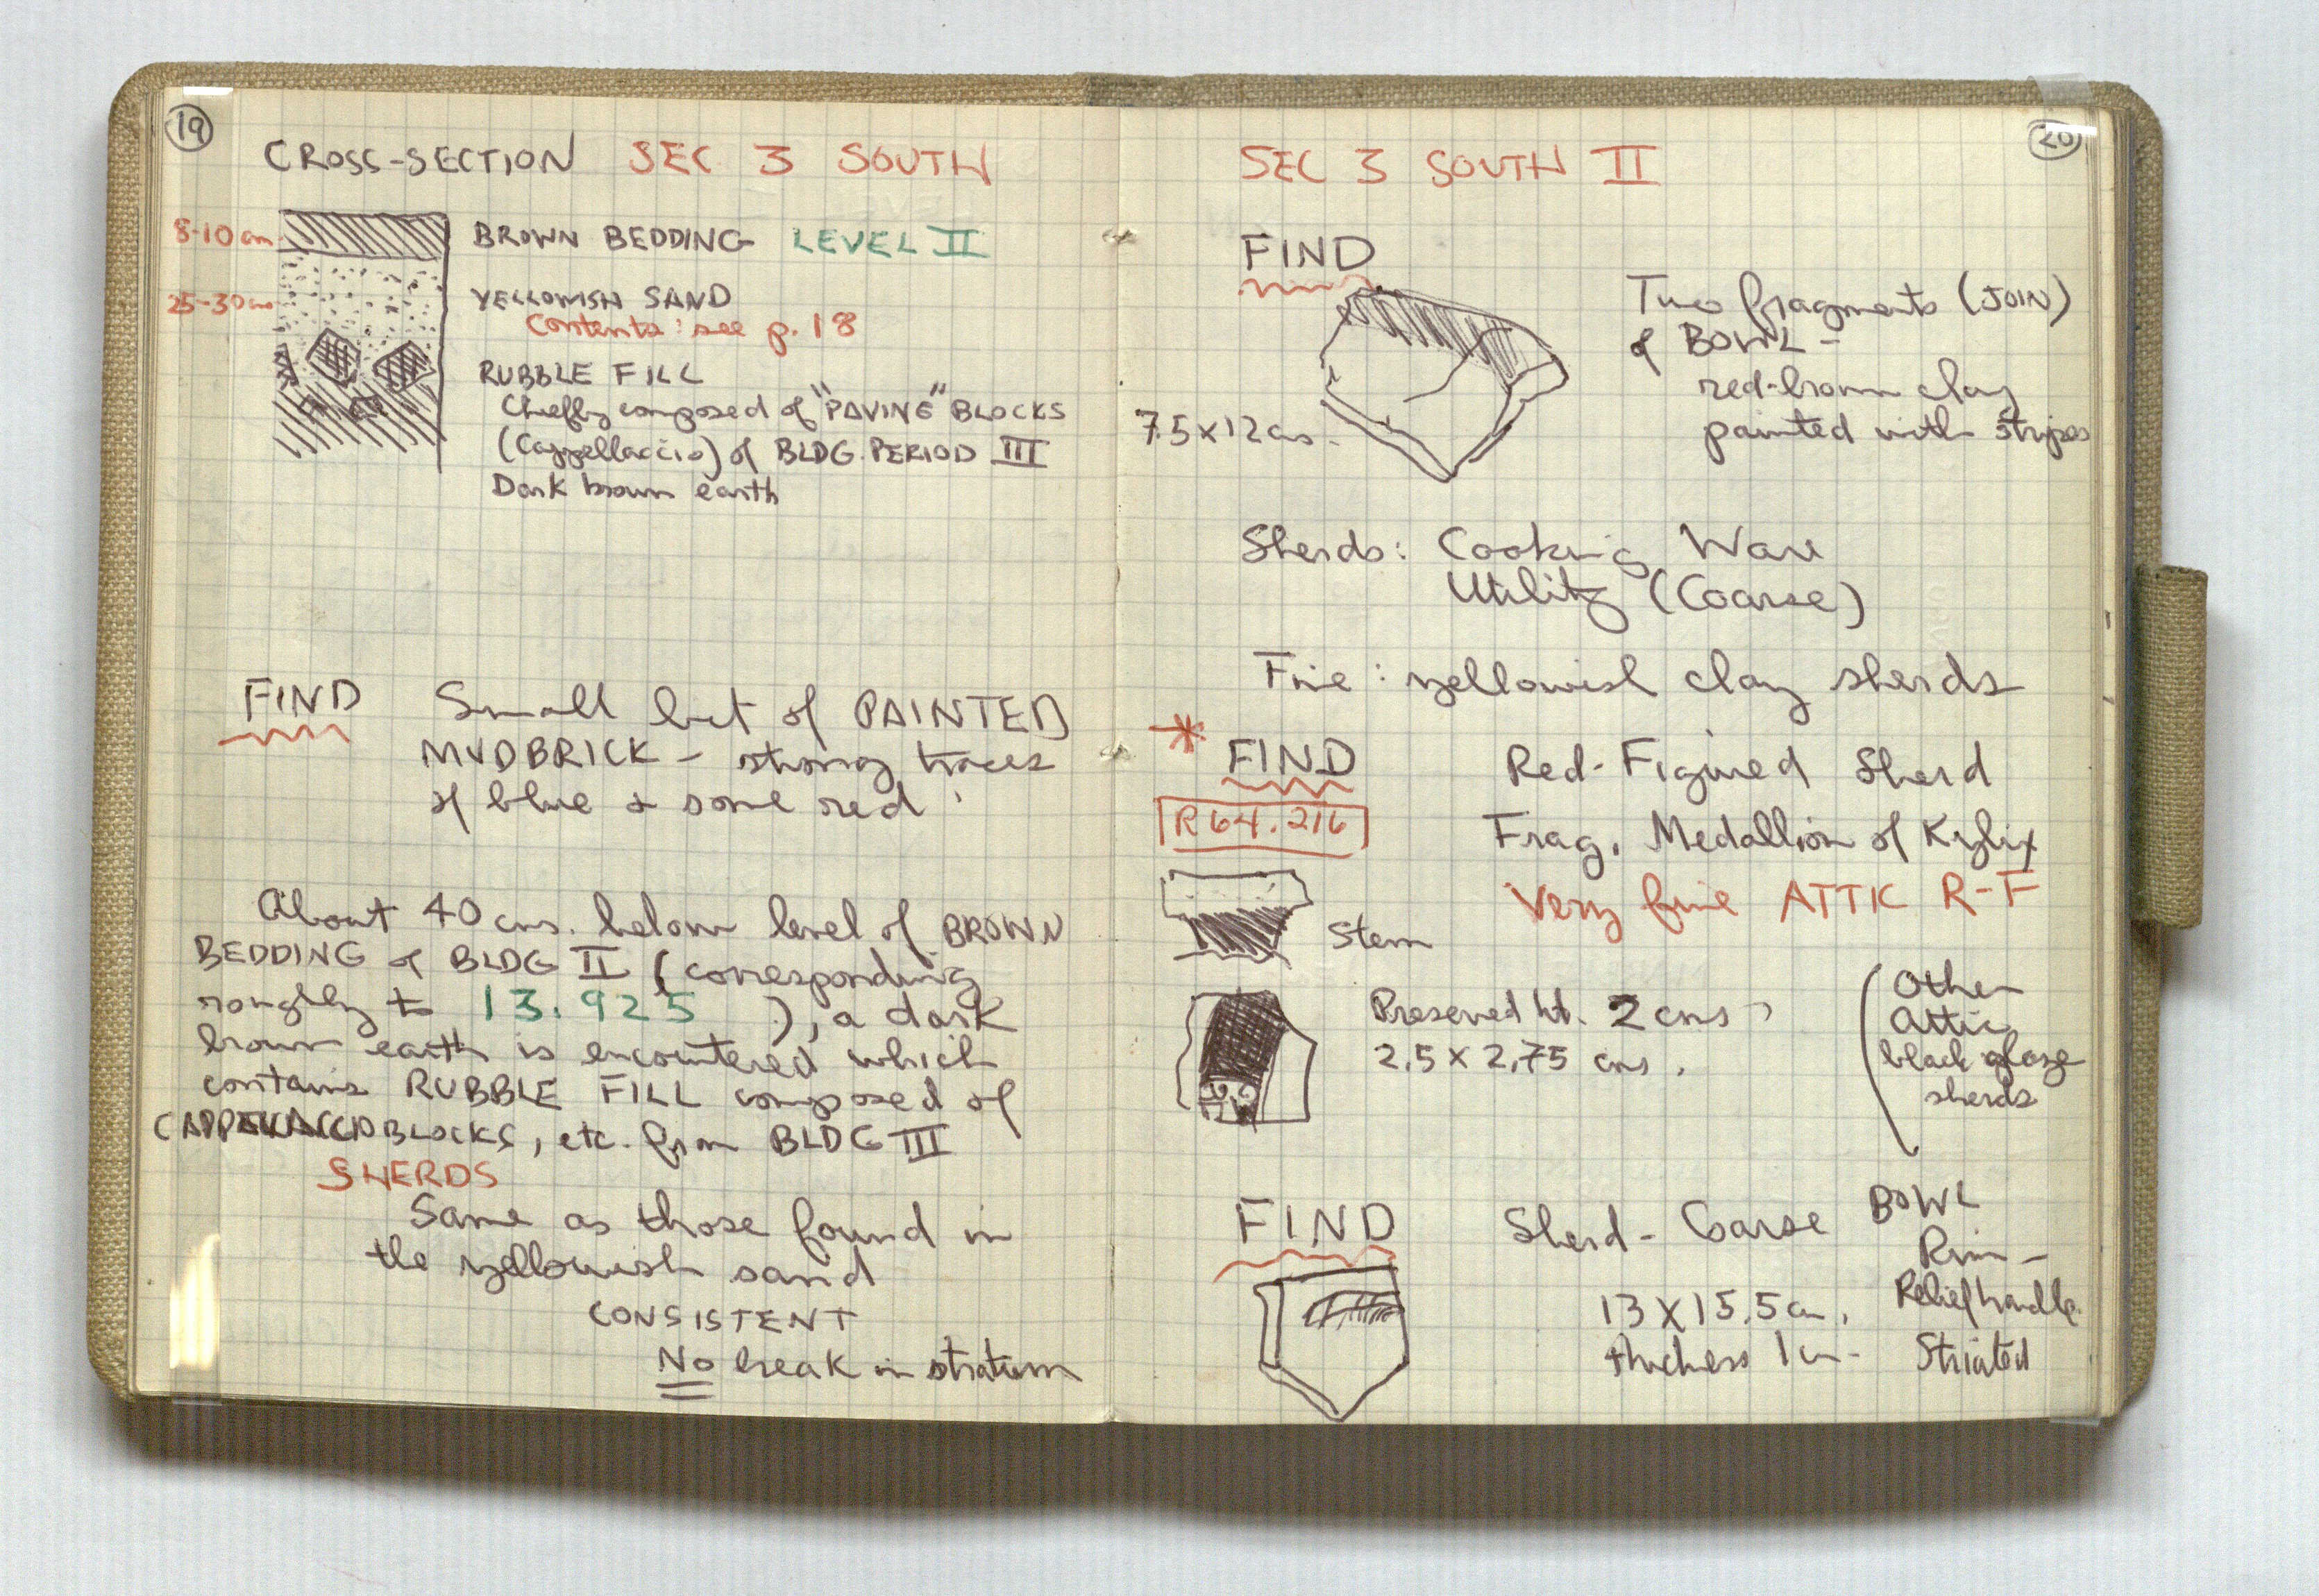 19
CROSS-SECTION SEC 3 SOUTH
8-10 cm
BROWN BEDDING LEVEL II
25-30 cm
YELLOWISH SAND
Contents: see p. 18
RUBBLE FILL
Chiefly composed of "PAVING" BLOCKS
(Cappellaccio) of BLDG. PERIOD III
Dark brown earth
FIND Small bit of PAINTED
MUDBRICK - strong traces
of blue & some red.
About 40 cms. below level of BROWN
BEDDING of BLDG II (corresponding
roughly to 13.925 ), a dark
brown earth is encountered which
contains RUBBLE FILL composed of
CAPPELLACCIO BLOCKS, etc. from BLDG III
SHERDS
Same as those found in
the yellowish sand
CONSISTENT
No break in stratum
20
SEC 3 SOUTH II
FIND
Two fragments (JOIN)
of BOWL -
red-brown clay
painted with stripes
7.5 x 12 cms.
Sherds: Cooking Ware
Utility (Coarse)
Fine: yellowish clay sherds
* FIND Red-Figured Sherd
R64.216
Frag. Medallion of Kylix
Very fine ATTIC R-F
Stem
Preserved ht. 2 cms
2.5 x 2.75 cms.
(Other
Attic
black glaze
sherds
FIND Sherd - Coarse BOWL
Rim -
Relief handle.
13 X 15.5 cm.
thickness 1 cm - Striated